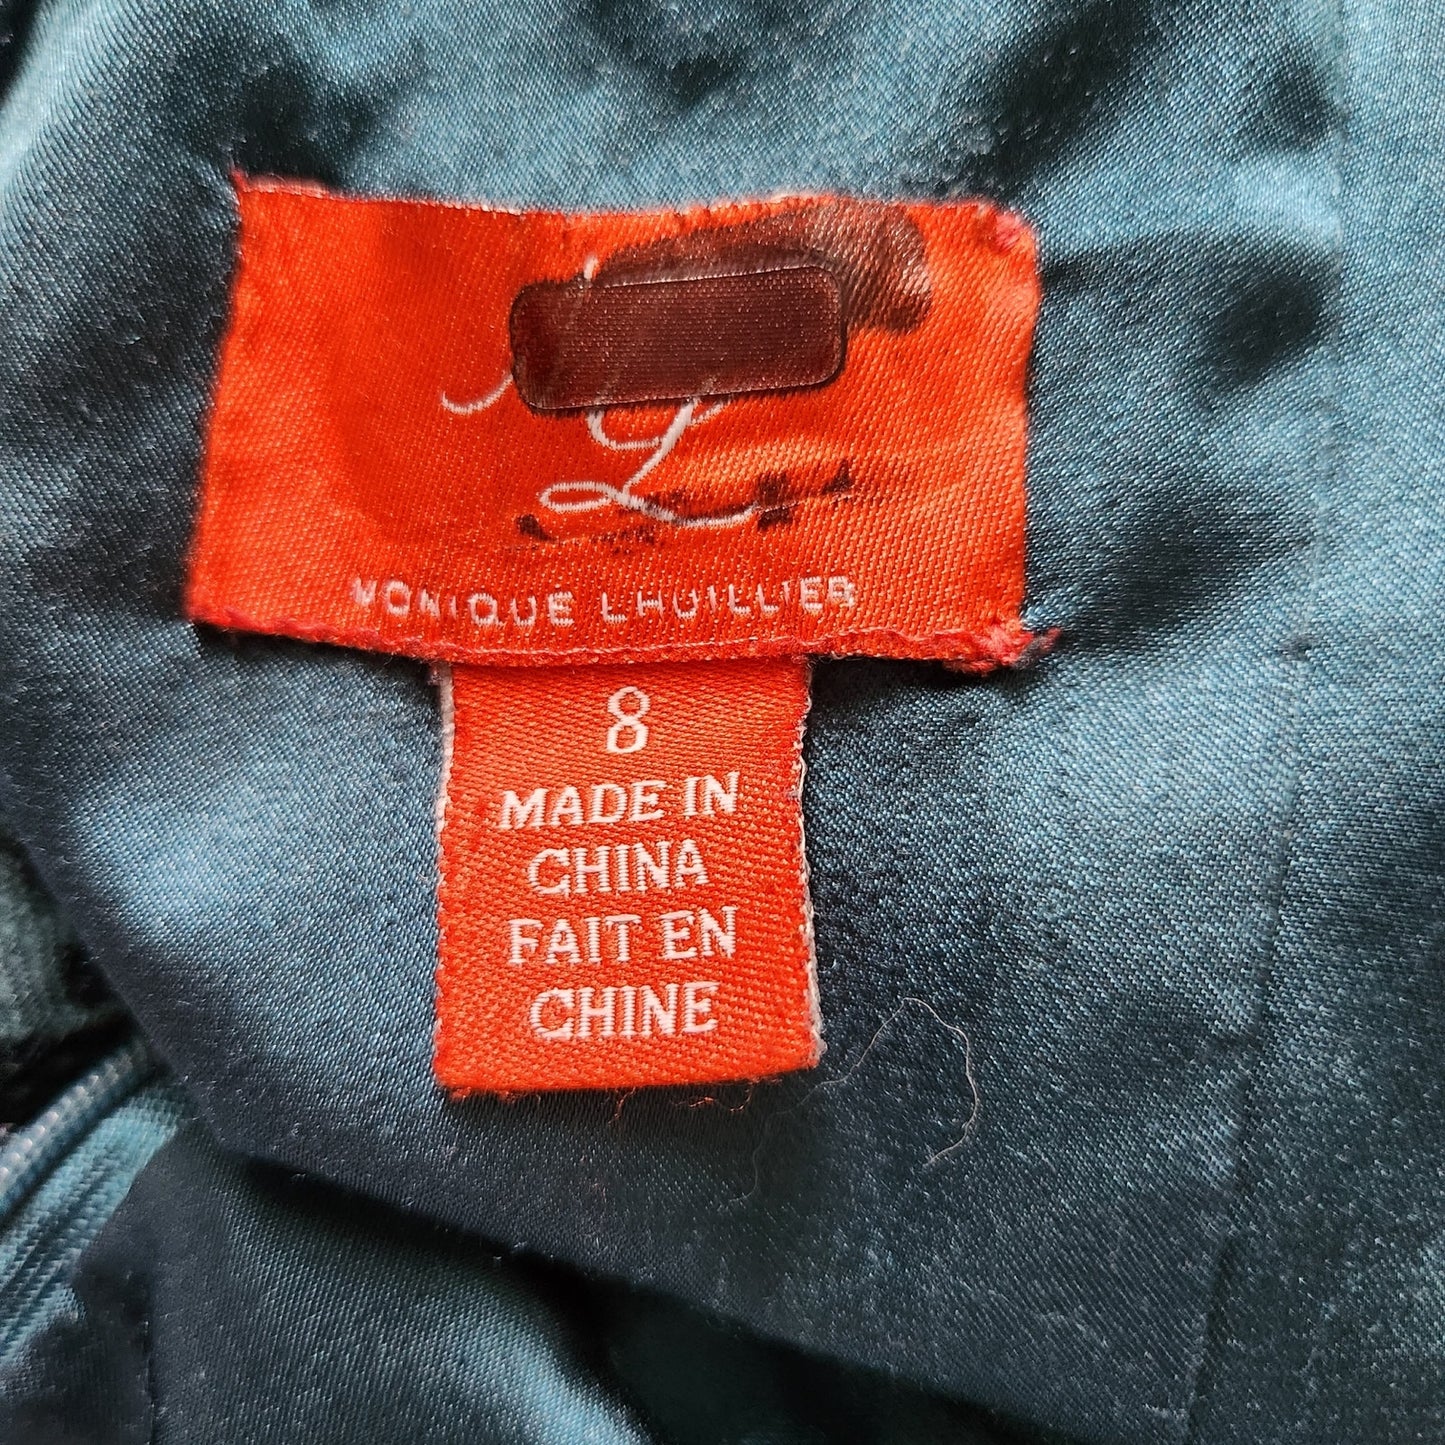 MONIQUE LHUILLIER
8
MADE IN
CHINA
FAIT EN
CHINE